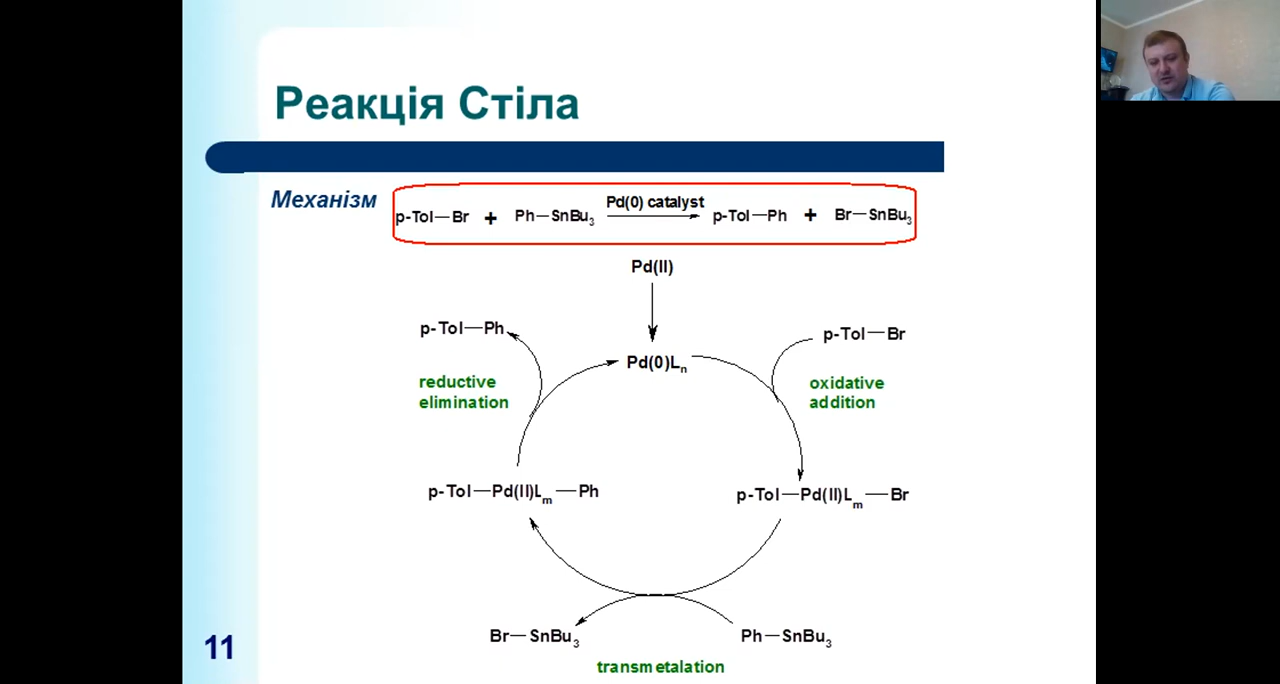 Реакція Стіла
Механізм
p-Tol—Br + Ph—SnBu3 Pd(0) catalyst p-Tol—Ph + Br—SnBu3
Pd(II)
p-Tol—Ph
p-Tol—Br
Pd(0)Ln
reductive
elimination
oxidative
addition
p-Tol—Pd(II)Lm—Ph
p-Tol—Pd(II)Lm—Br
Br—SnBu3
Ph—SnBu3
transmetalation
11